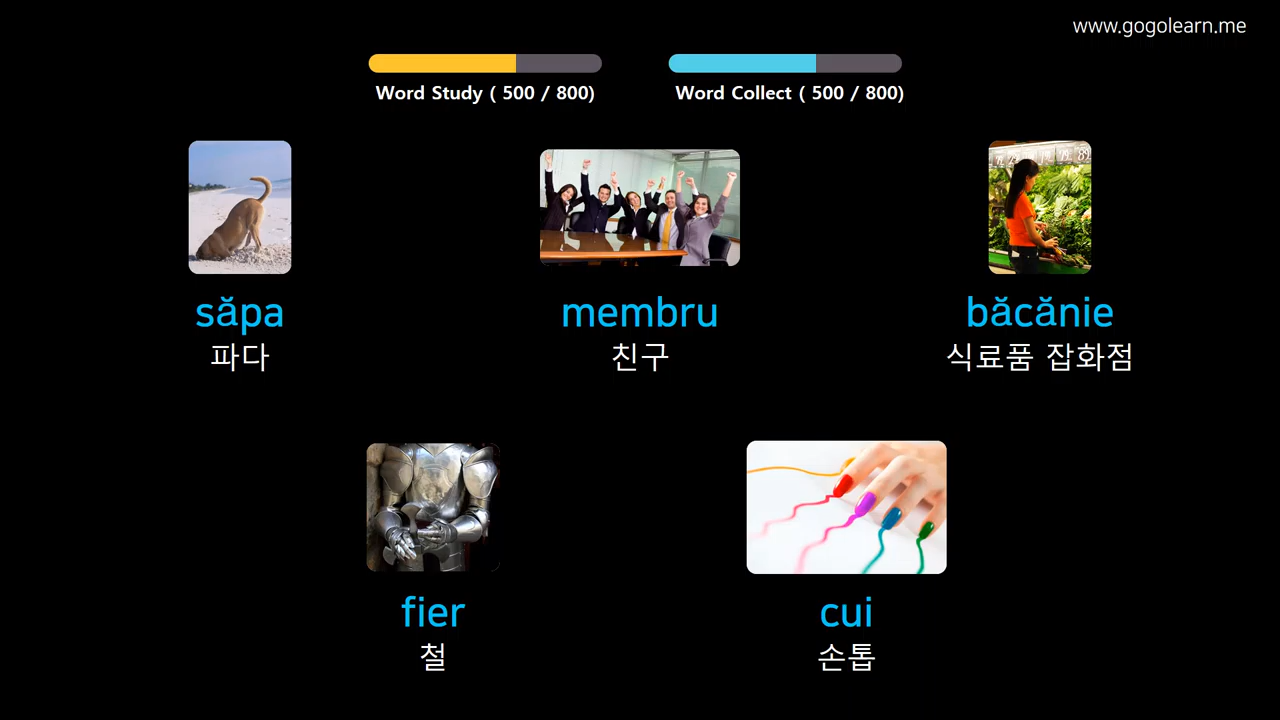 www.gogolearn.me
Word Study ( 500 / 800)
Word Collect ( 500 / 800)
săpa
파다
membru
친구
băcănie
식료품 잡화점
fier
철
cui
손톱